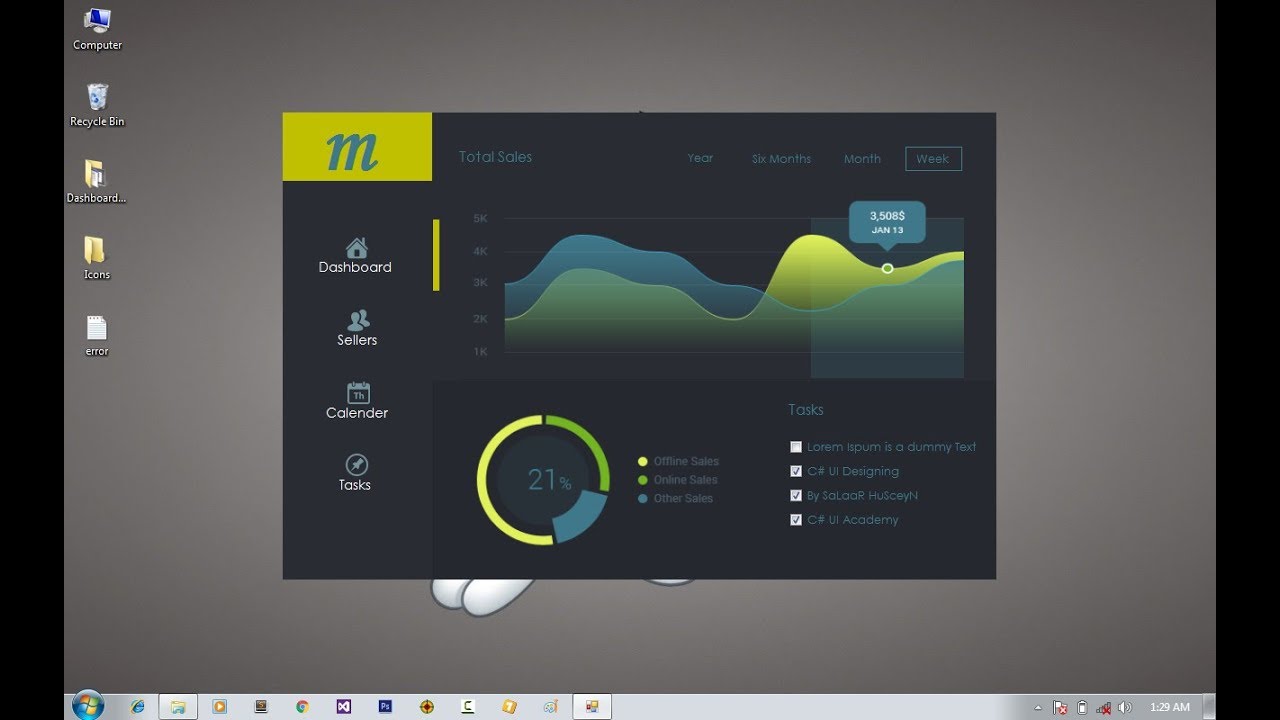 Computer
Recycle Bin
Dashboard...
Icons
error
m
Total Sales
Year
Six Months
Month
Week
5K
4K
3K
2K
1K
3,508$
JAN 13
Dashboard
Sellers
Th
Calender
Tasks
21%
Offline Sales
Online Sales
Other Sales
Tasks
Lorem Ispum is a dummy Text
C# UI Designing
By SaLaaR HuSceyN
C# UI Academy
Ps
1:29 AM